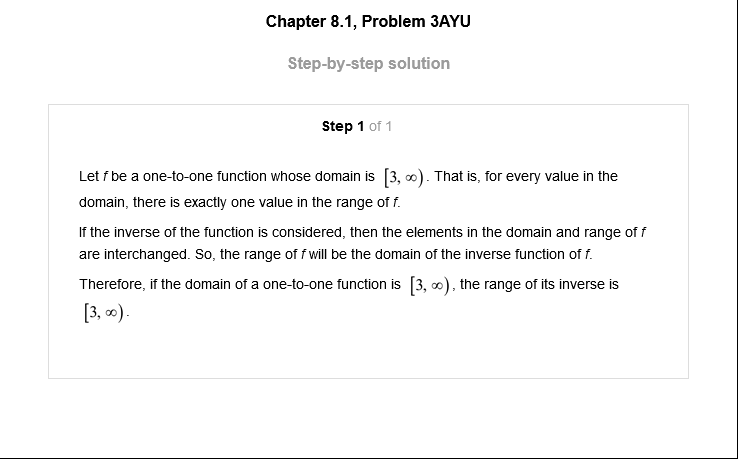 Chapter 8.1, Problem 3AYU
Step-by-step solution
Step 1 of 1
Let f be a one-to-one function whose domain is [3, ∞). That is, for every value in the
domain, there is exactly one value in the range of f.
If the inverse of the function is considered, then the elements in the domain and range of f
are interchanged. So, the range of f will be the domain of the inverse function of f.
Therefore, if the domain of a one-to-one function is [3, ∞), the range of its inverse is
[3, ∞).